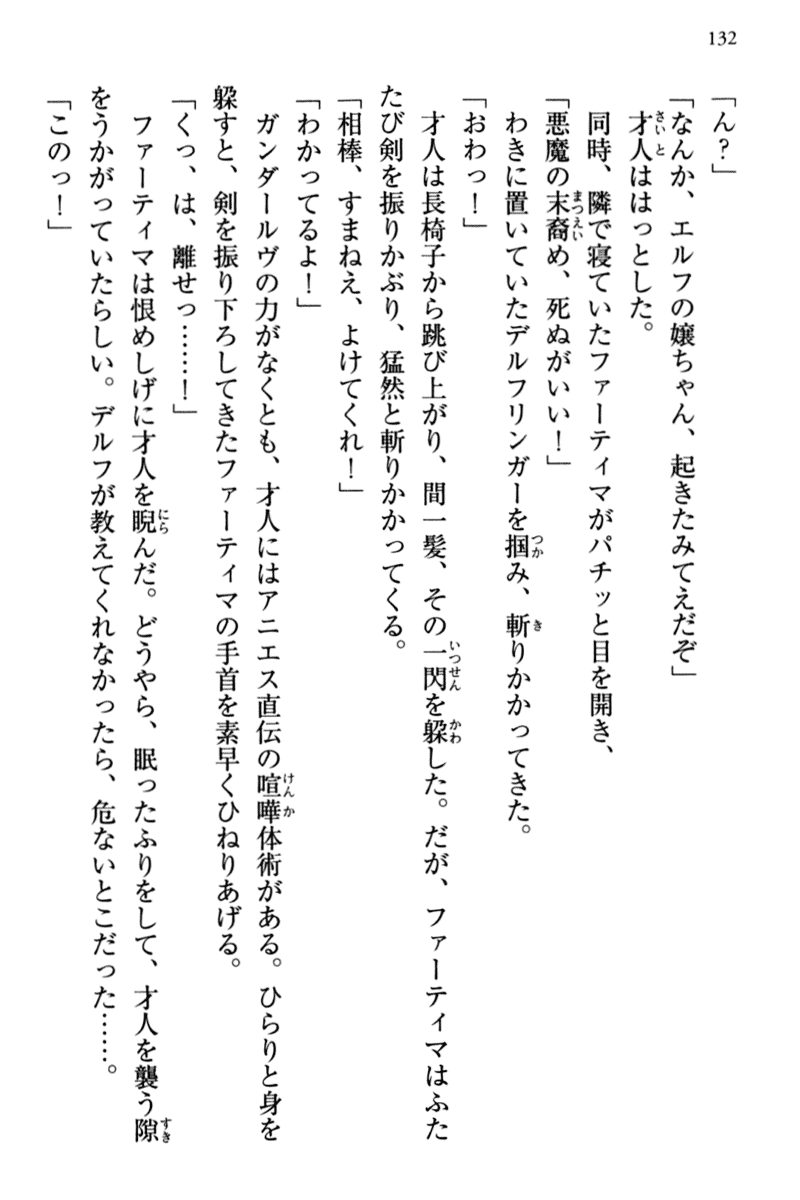 132
「ん？」
「なんか、エルフの嬢ちゃん、起きたみてえだぞ」
才人ははっとした。
同時、隣で寝ていたファーティマがパチッと目を開き、
「悪魔の末裔め、死ぬがいい！」
わきに置いていたデルフリンガーを掴み、斬りかかってきた。
「おわっ！」
才人は長椅子から跳び上がり、間一髪、その一閃を躱した。だが、ファーティマはふた
たび剣を振りかぶり、猛然と斬りかかってくる。
「相棒、すまねえ、よけてくれ！」
「わかってるよ！」
ガンダールヴの力がなくとも、才人にはアニエス直伝の喧嘩体術がある。ひらりと身を
躱すと、剣を振り下ろしてきたファーティマの手首を素早くひねりあげる。
「くっ、は、離せっ……！」
ファーティマは恨めしげに才人を睨んだ。どうやら、眠ったふりをして、才人を襲う隙
をうかがっていたらしい。デルフが教えてくれなかったら、危ないとこだった……。
「このっ！」